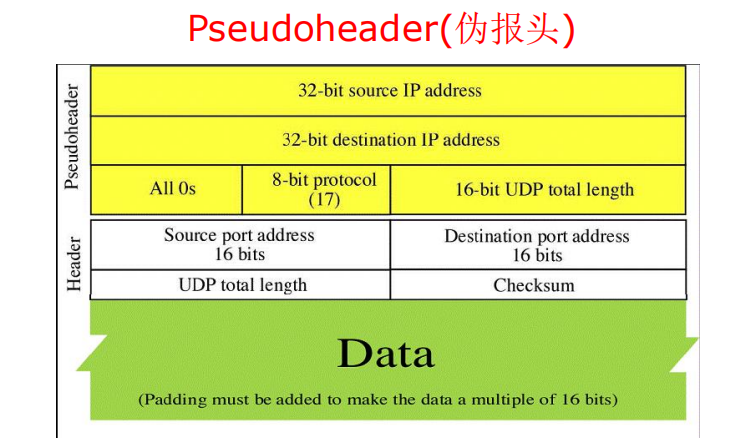 Pseudoheader(伪报头)
Pseudoheader
32-bit source IP address
32-bit destination IP address
All 0s
8-bit protocol
(17)
16-bit UDP total length
Header
Source port address
16 bits
Destination port address
16 bits
UDP total length
Checksum
Data
(Padding must be added to make the data a multiple of 16 bits)